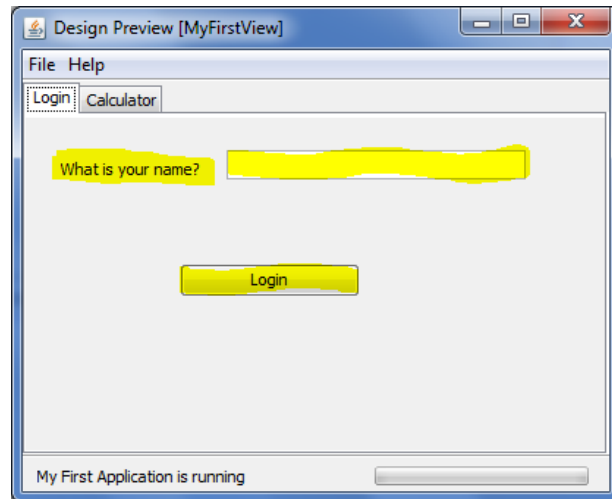 Design Preview [MyFirstView]
File Help
Login Calculator
What is your name?
Login
My First Application is running